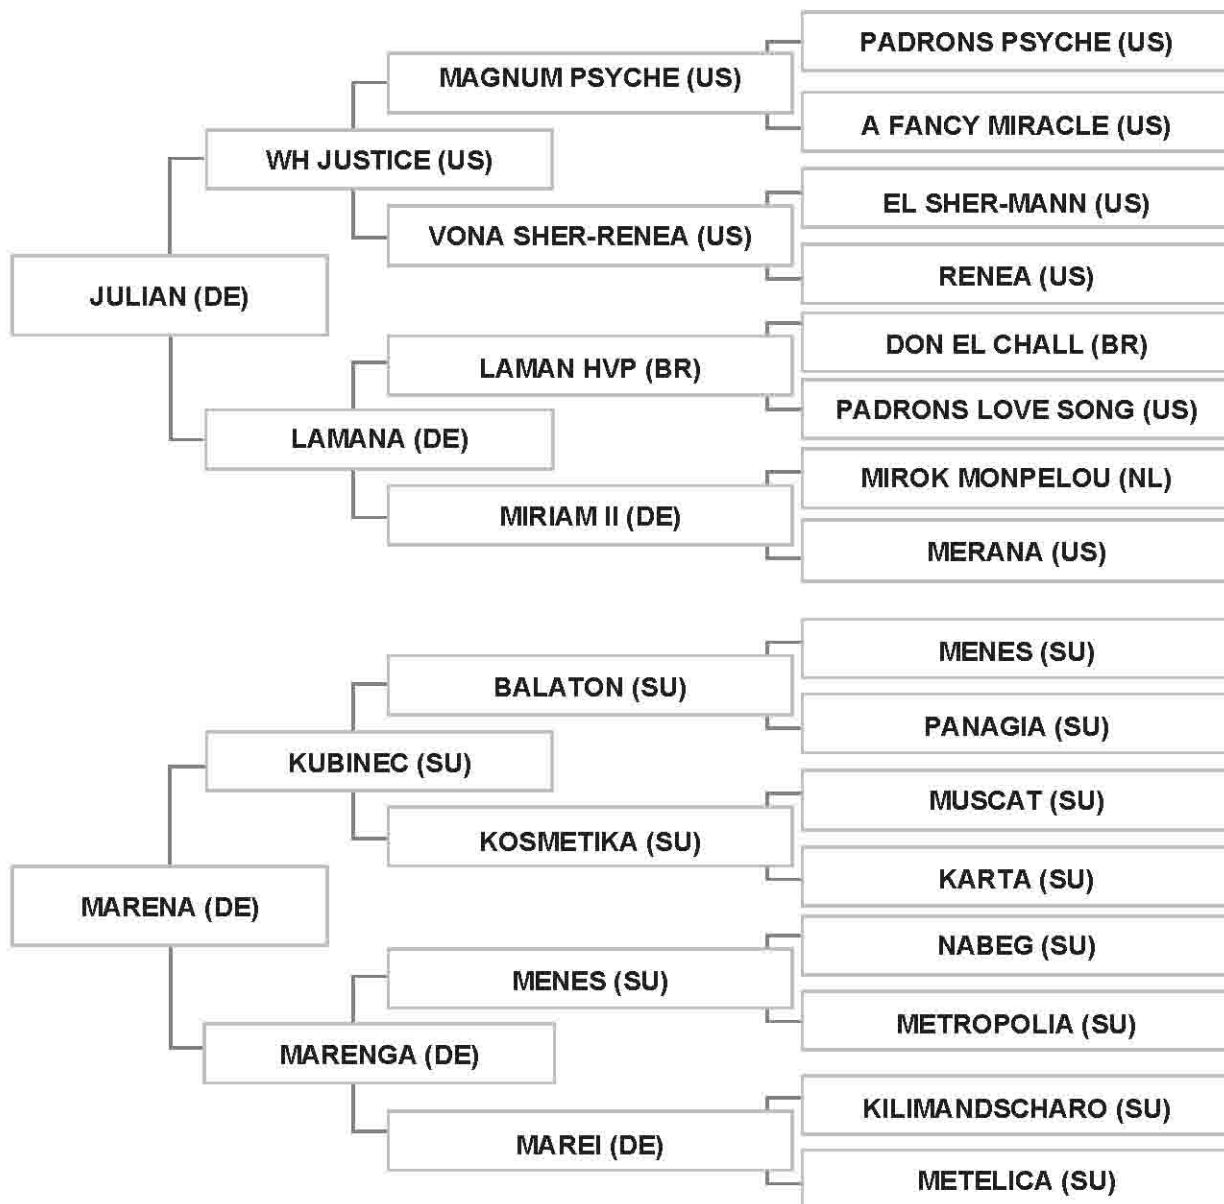 PADRONS PSYCHE (US)
MAGNUM PSYCHE (US)
A FANCY MIRACLE (US)
WH JUSTICE (US)
EL SHER-MANN (US)
VONA SHER-RENEA (US)
RENEA (US)
JULIAN (DE)
DON EL CHALL (BR)
LAMAN HVP (BR)
PADRONS LOVE SONG (US)
LAMANA (DE)
MIROK MONPELOU (NL)
MIRIAM II (DE)
MERANA (US)
MENES (SU)
BALATON (SU)
PANAGIA (SU)
KUBINEC (SU)
MUSCAT (SU)
KOSMETIKA (SU)
KARTA (SU)
MARENA (DE)
NABEG (SU)
MENES (SU)
METROPOLIA (SU)
MARENGA (DE)
KILIMANDSCHARO (SU)
MAREI (DE)
METELICA (SU)